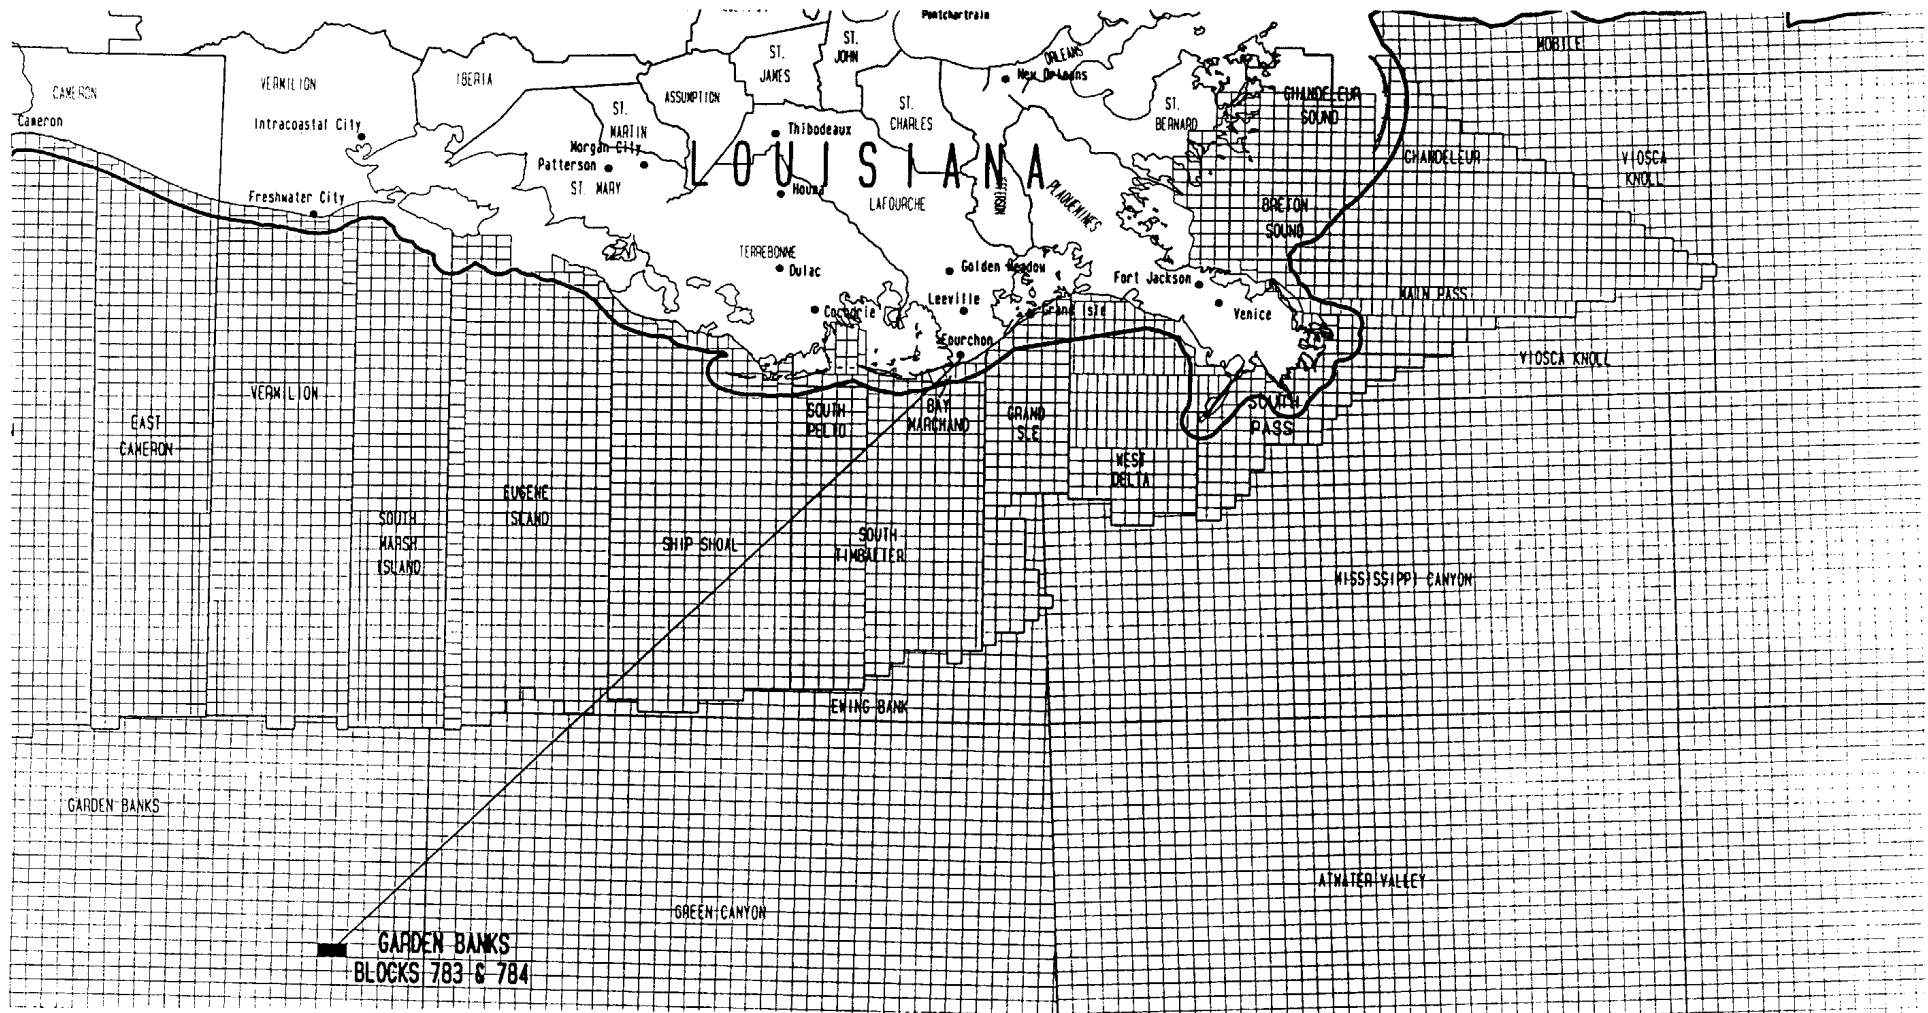 Pontchartrain
MOBILE
ORLEANS
New Orleans
ST.
JOHN
ST.
JAMES
CAMERON
VERMILION
IBERIA
ASSUMPTION
ST.
MARTIN
ST.
CHARLES
ST.
BERNARD
CHANDELEUR
SOUND
Cameron
Intracoastal City
Thibodeaux
Morgan City
Patterson
ST. MARY
LOUISIANA
CHANDELEUR
VIOSCA
KNOLL
Freshwater City
Houma
LAFOURCHE
JEFFERSON
PLAQUEMINES
BRETON
SOUND
TERREBONNE
Dulac
Golden Meadow
Fort Jackson
MAIN PASS
Leeville
Cocodrie
Grand Isle
Venice
Fourchon
VIOSCA KNOLL
VERMILION
EAST
CAMERON
SOUTH
PELTO
BAY
MARCHAND
GRAND
ISLE
SOUTH
PASS
WEST
DELTA
EUGENE
ISLAND
SOUTH
MARSH
ISLAND
SHIP SHOAL
SOUTH
TIMBALIER
MISSISSIPPI CANYON
EWING BANK
GARDEN BANKS
ATWATER VALLEY
GREEN CANYON
GARDEN BANKS
BLOCKS 783 & 784